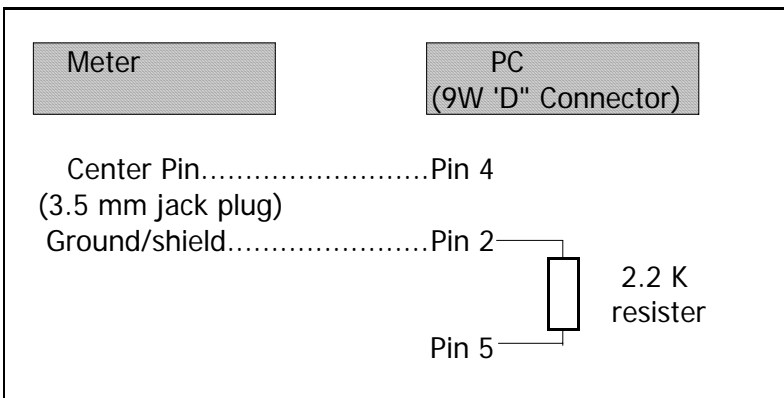 Meter
PC
(9W 'D" Connector)
Center Pin..........................Pin 4
(3.5 mm jack plug)
Ground/shield.......................Pin 2
2.2 K
resister
Pin 5